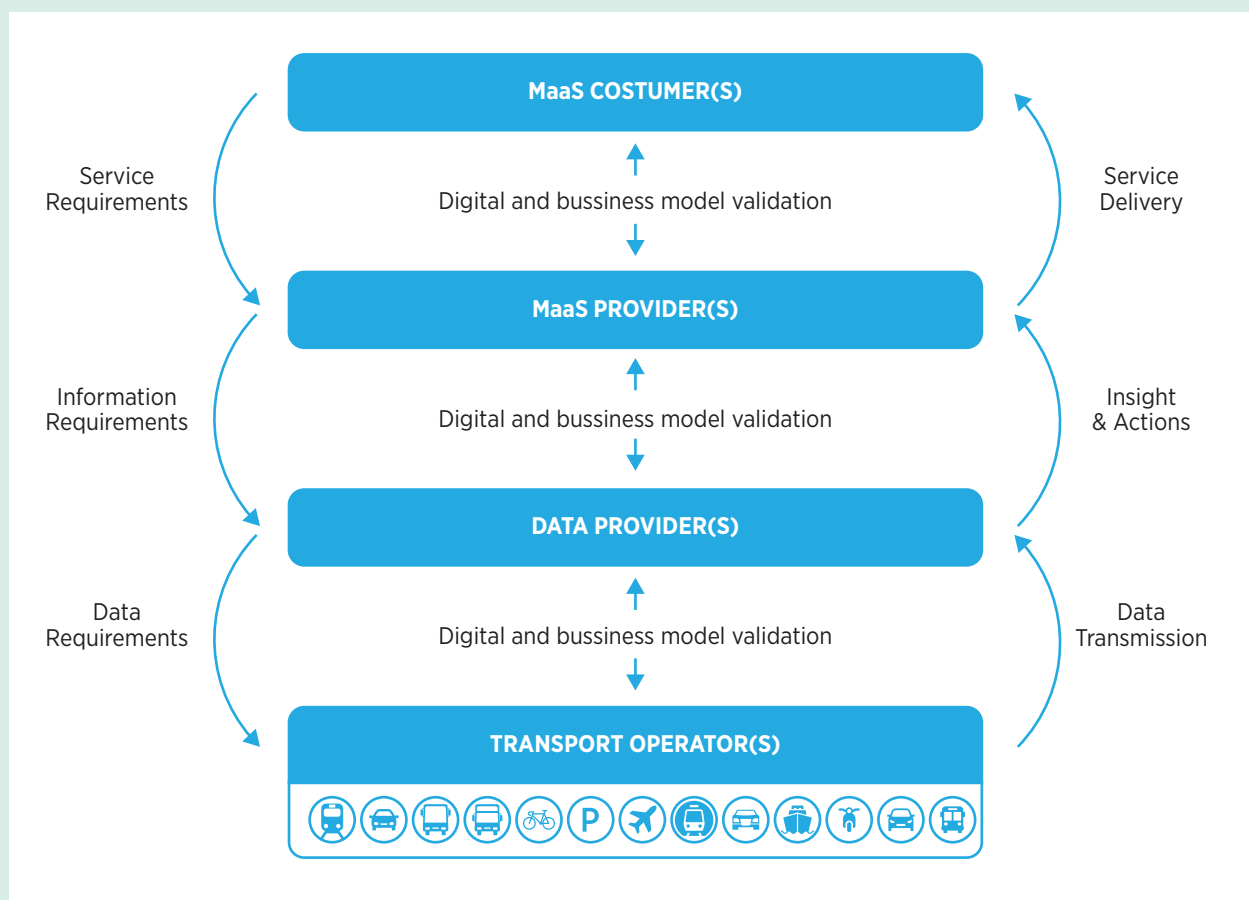 MaaS COSTUMER(S)
Service
Requirements
Digital and bussiness model validation
Service
Delivery
MaaS PROVIDER(S)
Information
Requirements
Digital and bussiness model validation
Insight
& Actions
DATA PROVIDER(S)
Data
Requirements
Digital and bussiness model validation
Data
Transmission
TRANSPORT OPERATOR(S)
P